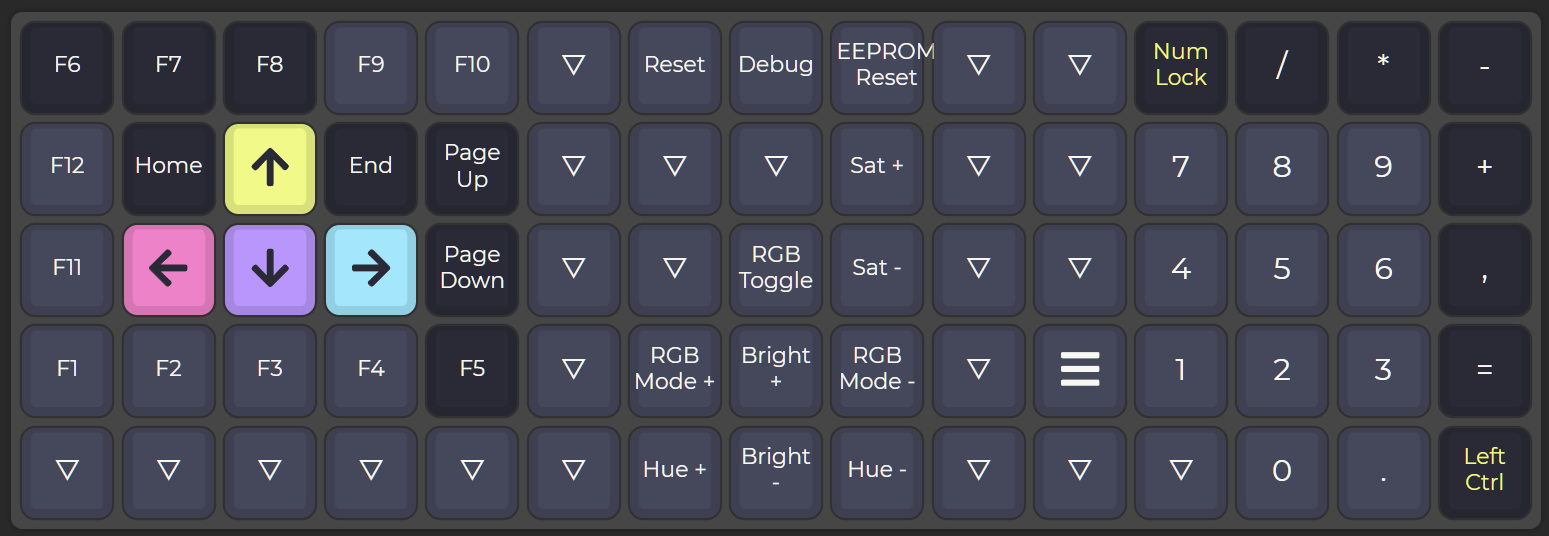 F6 F7 F8 F9 F10 ▽ Reset Debug EEPROM Reset ▽ ▽ Num Lock / * -
F12 Home ↑ End Page Up ▽ ▽ ▽ Sat + ▽ ▽ 7 8 9 +
F11 ← ↓ → Page Down ▽ ▽ RGB Toggle Sat - ▽ ▽ 4 5 6 ,
F1 F2 F3 F4 F5 ▽ RGB Mode + Bright + RGB Mode - ▽ ☰ 1 2 3 =
▽ ▽ ▽ ▽ ▽ ▽ Hue + Bright - Hue - ▽ ▽ ▽ 0 . Left Ctrl